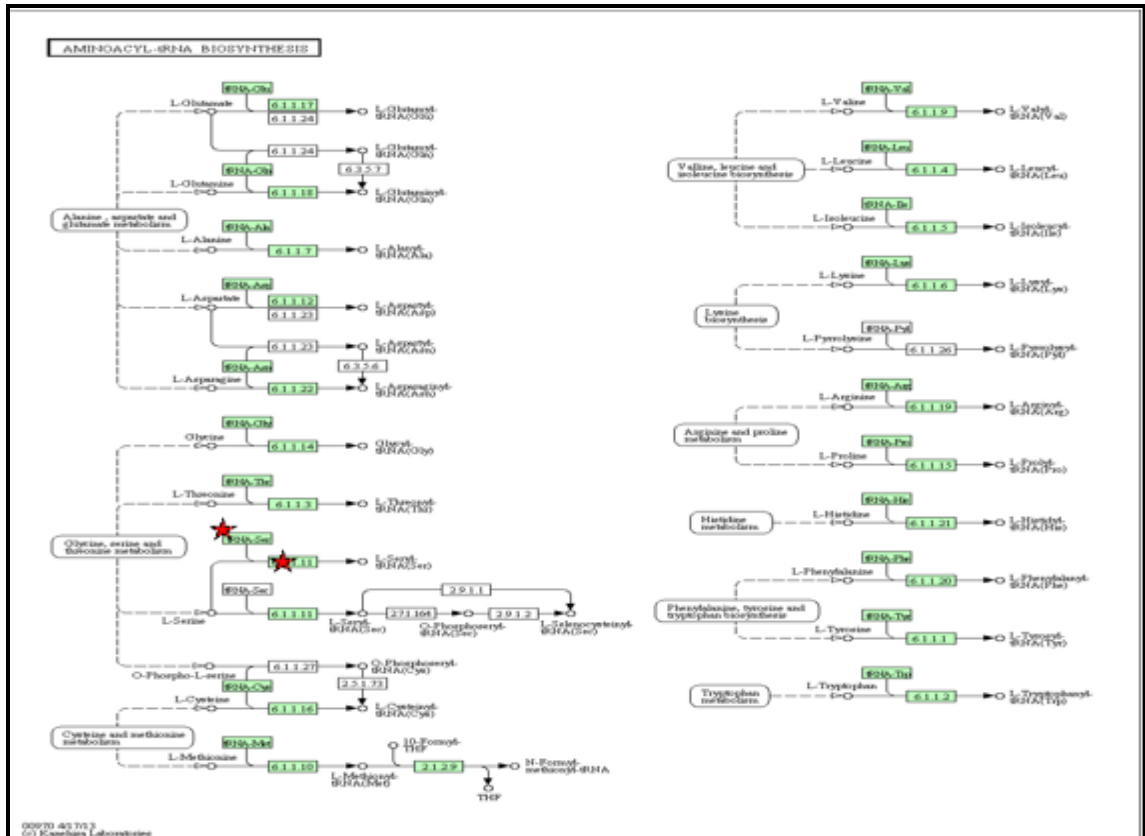 AMINOACYL-tRNA BIOSYNTHESIS
tRNA-Glu
L-Glutamate
6.1.1.17
6.1.1.24
L-Glutamyl-
tRNA(Glu)
6.1.1.24
L-Glutamyl-
tRNA(Gln)
tRNA-Gln
6.3.5.7
L-Glutamine
6.1.1.18
L-Glutaminyl-
tRNA(Gln)
Alanine, aspartate and
glutamate metabolism
tRNA-Ala
L-Alanine
6.1.1.7
L-Alanyl-
tRNA(Ala)
tRNA-Asp
L-Aspartate
6.1.1.12
6.1.1.23
L-Aspartyl-
tRNA(Asp)
6.1.1.23
L-Aspartyl-
tRNA(Asn)
tRNA-Asn
6.3.5.6
L-Asparagine
6.1.1.22
L-Asparaginyl-
tRNA(Asn)
tRNA-Gly
Glycine
6.1.1.14
Glycyl-
tRNA(Gly)
tRNA-Thr
L-Threonine
6.1.1.3
L-Threonyl-
tRNA(Thr)
Glycine, serine and
threonine metabolism
tRNA-Ser
L-Seryl-
tRNA(Ser)
tRNA-Sec
2.9.1.1
L-Serine
6.1.1.11
L-Seryl-
tRNA(Sec)
2.7.1.164
O-Phosphoseryl-
tRNA(Sec)
2.9.1.2
L-Selenocysteinyl-
tRNA(Sec)
O-Phospho-L-serine
6.1.1.27
O-Phosphoseryl-
tRNA(Cys)
tRNA-Cys
2.5.1.73
L-Cysteine
6.1.1.16
L-Cysteinyl-
tRNA(Cys)
Cysteine and methionine
metabolism
tRNA-Met
L-Methionine
6.1.1.10
L-Methionyl-
tRNA(Met)
10-Formyl-
THF
2.1.2.9
THF
N-Formyl-
methionyl-tRNA
tRNA-Val
L-Valine
6.1.1.9
L-Valyl-
tRNA(Val)
Valine, leucine and
isoleucine biosynthesis
tRNA-Leu
L-Leucine
6.1.1.4
L-Leucyl-
tRNA(Leu)
tRNA-Ile
L-Isoleucine
6.1.1.5
L-Isoleucyl-
tRNA(Ile)
tRNA-Lys
L-Lysine
6.1.1.6
L-Lysyl-
tRNA(Lys)
Lysine
biosynthesis
tRNA-Pyl
L-Pyrrolysine
6.1.1.26
L-Pyrrolysyl-
tRNA(Pyl)
tRNA-Arg
L-Arginine
6.1.1.19
L-Arginyl-
tRNA(Arg)
Arginine and proline
metabolism
tRNA-Pro
L-Proline
6.1.1.15
L-Prolyl-
tRNA(Pro)
tRNA-His
Histidine
metabolism
L-Histidine
6.1.1.21
L-Histidyl-
tRNA(His)
tRNA-Phe
L-Phenylalanine
6.1.1.20
L-Phenylalanyl-
tRNA(Phe)
Phenylalanine, tyrosine and
tryptophan biosynthesis
tRNA-Tyr
L-Tyrosine
6.1.1.1
L-Tyrosyl-
tRNA(Tyr)
tRNA-Trp
Tryptophan
metabolism
L-Tryptophan
6.1.1.2
L-Tryptophanyl-
tRNA(Trp)
00970 4/17/13
(c) Kanehisa Laboratories